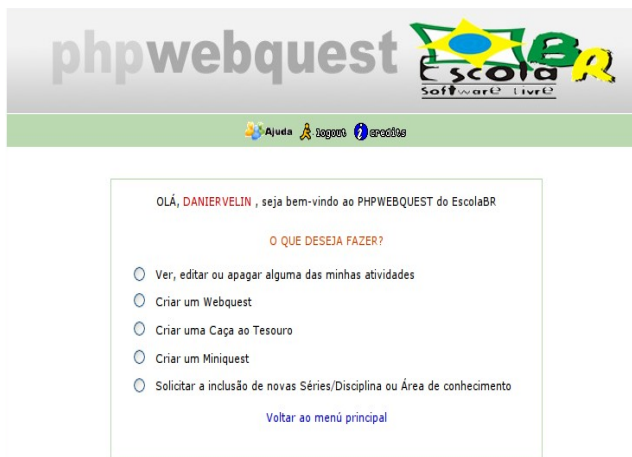 phpwebquest
Escola BR
Software Livre
Ajuda logout credits
OLÁ, DANIERVELIN , seja bem-vindo ao PHPWEBQUEST do EscolaBR
O QUE DESEJA FAZER?
Ver, editar ou apagar alguma das minhas atividades
Criar um Webquest
Criar uma Caça ao Tesouro
Criar um Miniquest
Solicitar a inclusão de novas Séries/Disciplina ou Área de conhecimento
Voltar ao menú principal